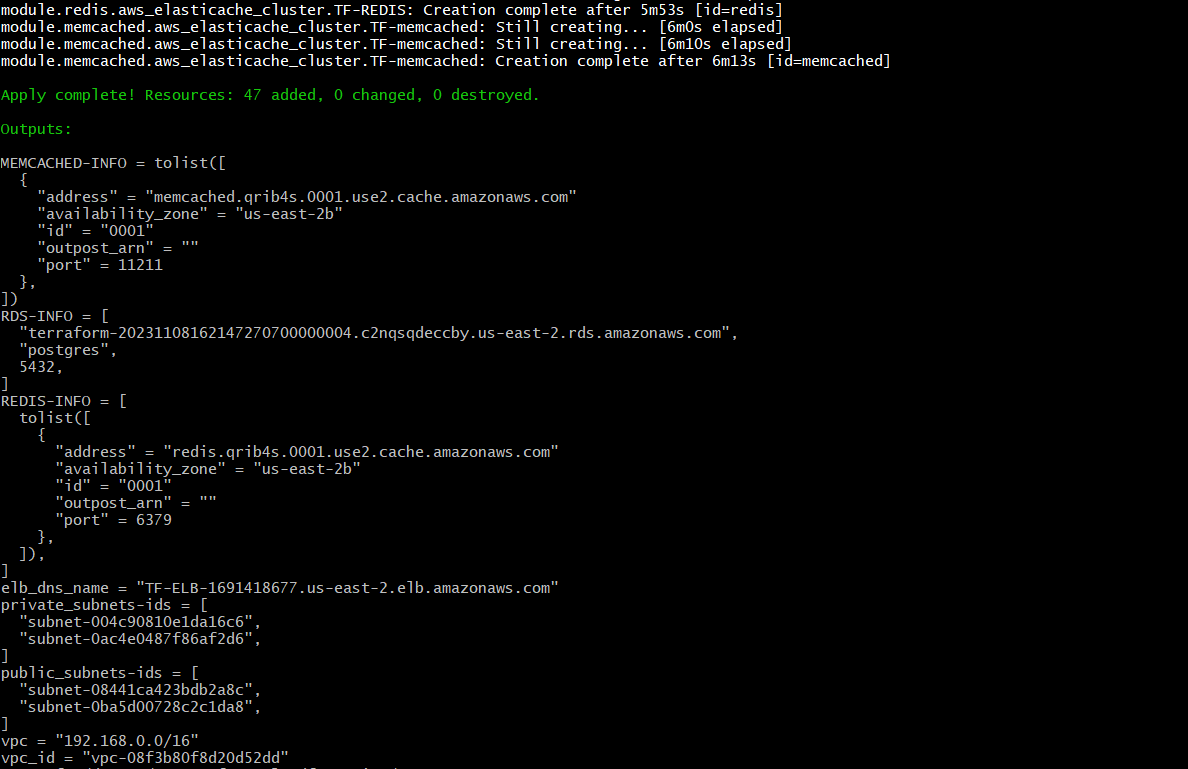 module.redis.aws_elasticache_cluster.TF-REDIS: Creation complete after 5m53s [id=redis]
module.memcached.aws_elasticache_cluster.TF-memcached: Still creating... [6m0s elapsed]
module.memcached.aws_elasticache_cluster.TF-memcached: Still creating... [6m10s elapsed]
module.memcached.aws_elasticache_cluster.TF-memcached: Creation complete after 6m13s [id=memcached]
Apply complete! Resources: 47 added, 0 changed, 0 destroyed.
Outputs:
MEMCACHED-INFO = tolist([
  {
    "address" = "memcached.qrib4s.0001.use2.cache.amazonaws.com"
    "availability_zone" = "us-east-2b"
    "id" = "0001"
    "outpost_arn" = ""
    "port" = 11211
  },
])
RDS-INFO = [
  "terraform-20231108162147270700000004.c2nqsqdeccby.us-east-2.rds.amazonaws.com",
  "postgres",
  5432,
]
REDIS-INFO = [
  tolist([
    {
      "address" = "redis.qrib4s.0001.use2.cache.amazonaws.com"
      "availability_zone" = "us-east-2b"
      "id" = "0001"
      "outpost_arn" = ""
      "port" = 6379
    },
  ]),
]
elb_dns_name = "TF-ELB-1691418677.us-east-2.elb.amazonaws.com"
private_subnets-ids = [
  "subnet-004c90810e1da16c6",
  "subnet-0ac4e0487f86af2d6",
]
public_subnets-ids = [
  "subnet-08441ca423bdb2a8c",
  "subnet-0ba5d00728c2c1da8",
]
vpc = "192.168.0.0/16"
vpc_id = "vpc-08f3b80f8d20d52dd"